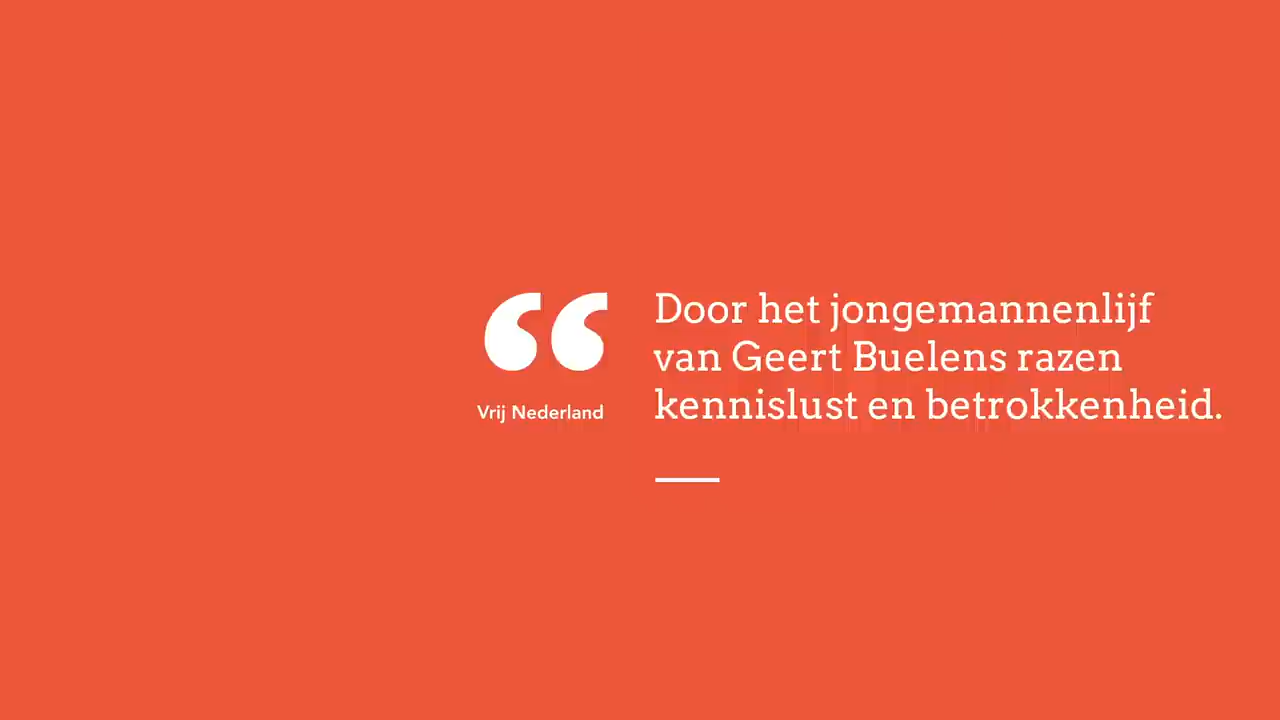 “
Vrij Nederland
Door het jongemannenlijf
van Geert Buelens razen
kennislust en betrokkenheid.